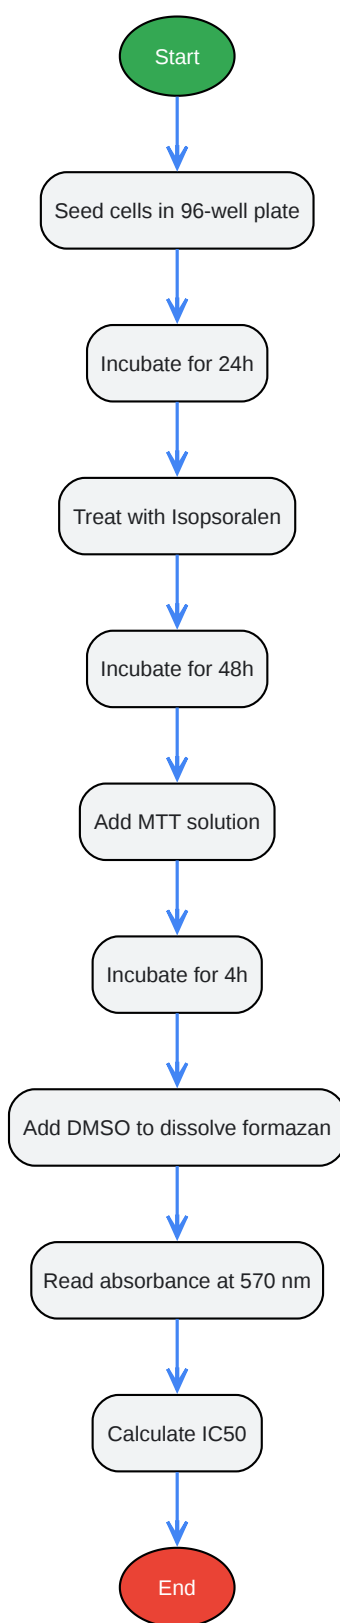 Start
Seed cells in 96-well plate
Incubate for 24h
Treat with Isopsoralen
Incubate for 48h
Add MTT solution
Incubate for 4h
Add DMSO to dissolve formazan
Read absorbance at 570 nm
Calculate IC50
End